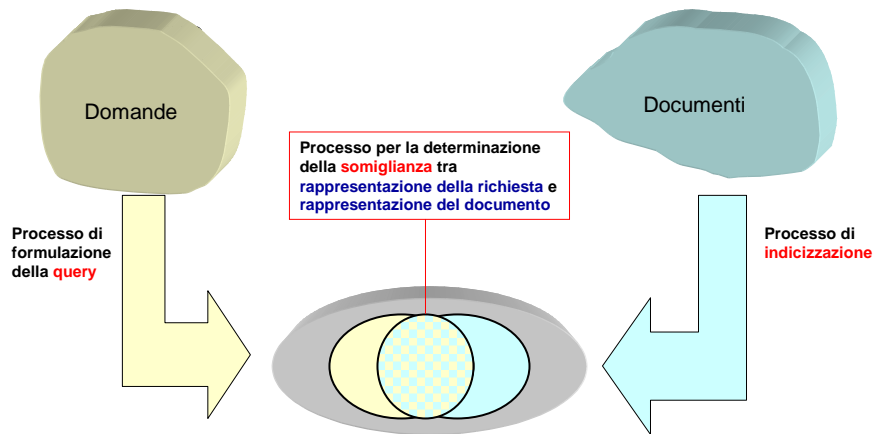 Domande
Documenti
Processo per la determinazione
della somiglianza tra
rappresentazione della richiesta e
rappresentazione del documento
Processo di
formulazione
della query
Processo di
indicizzazione